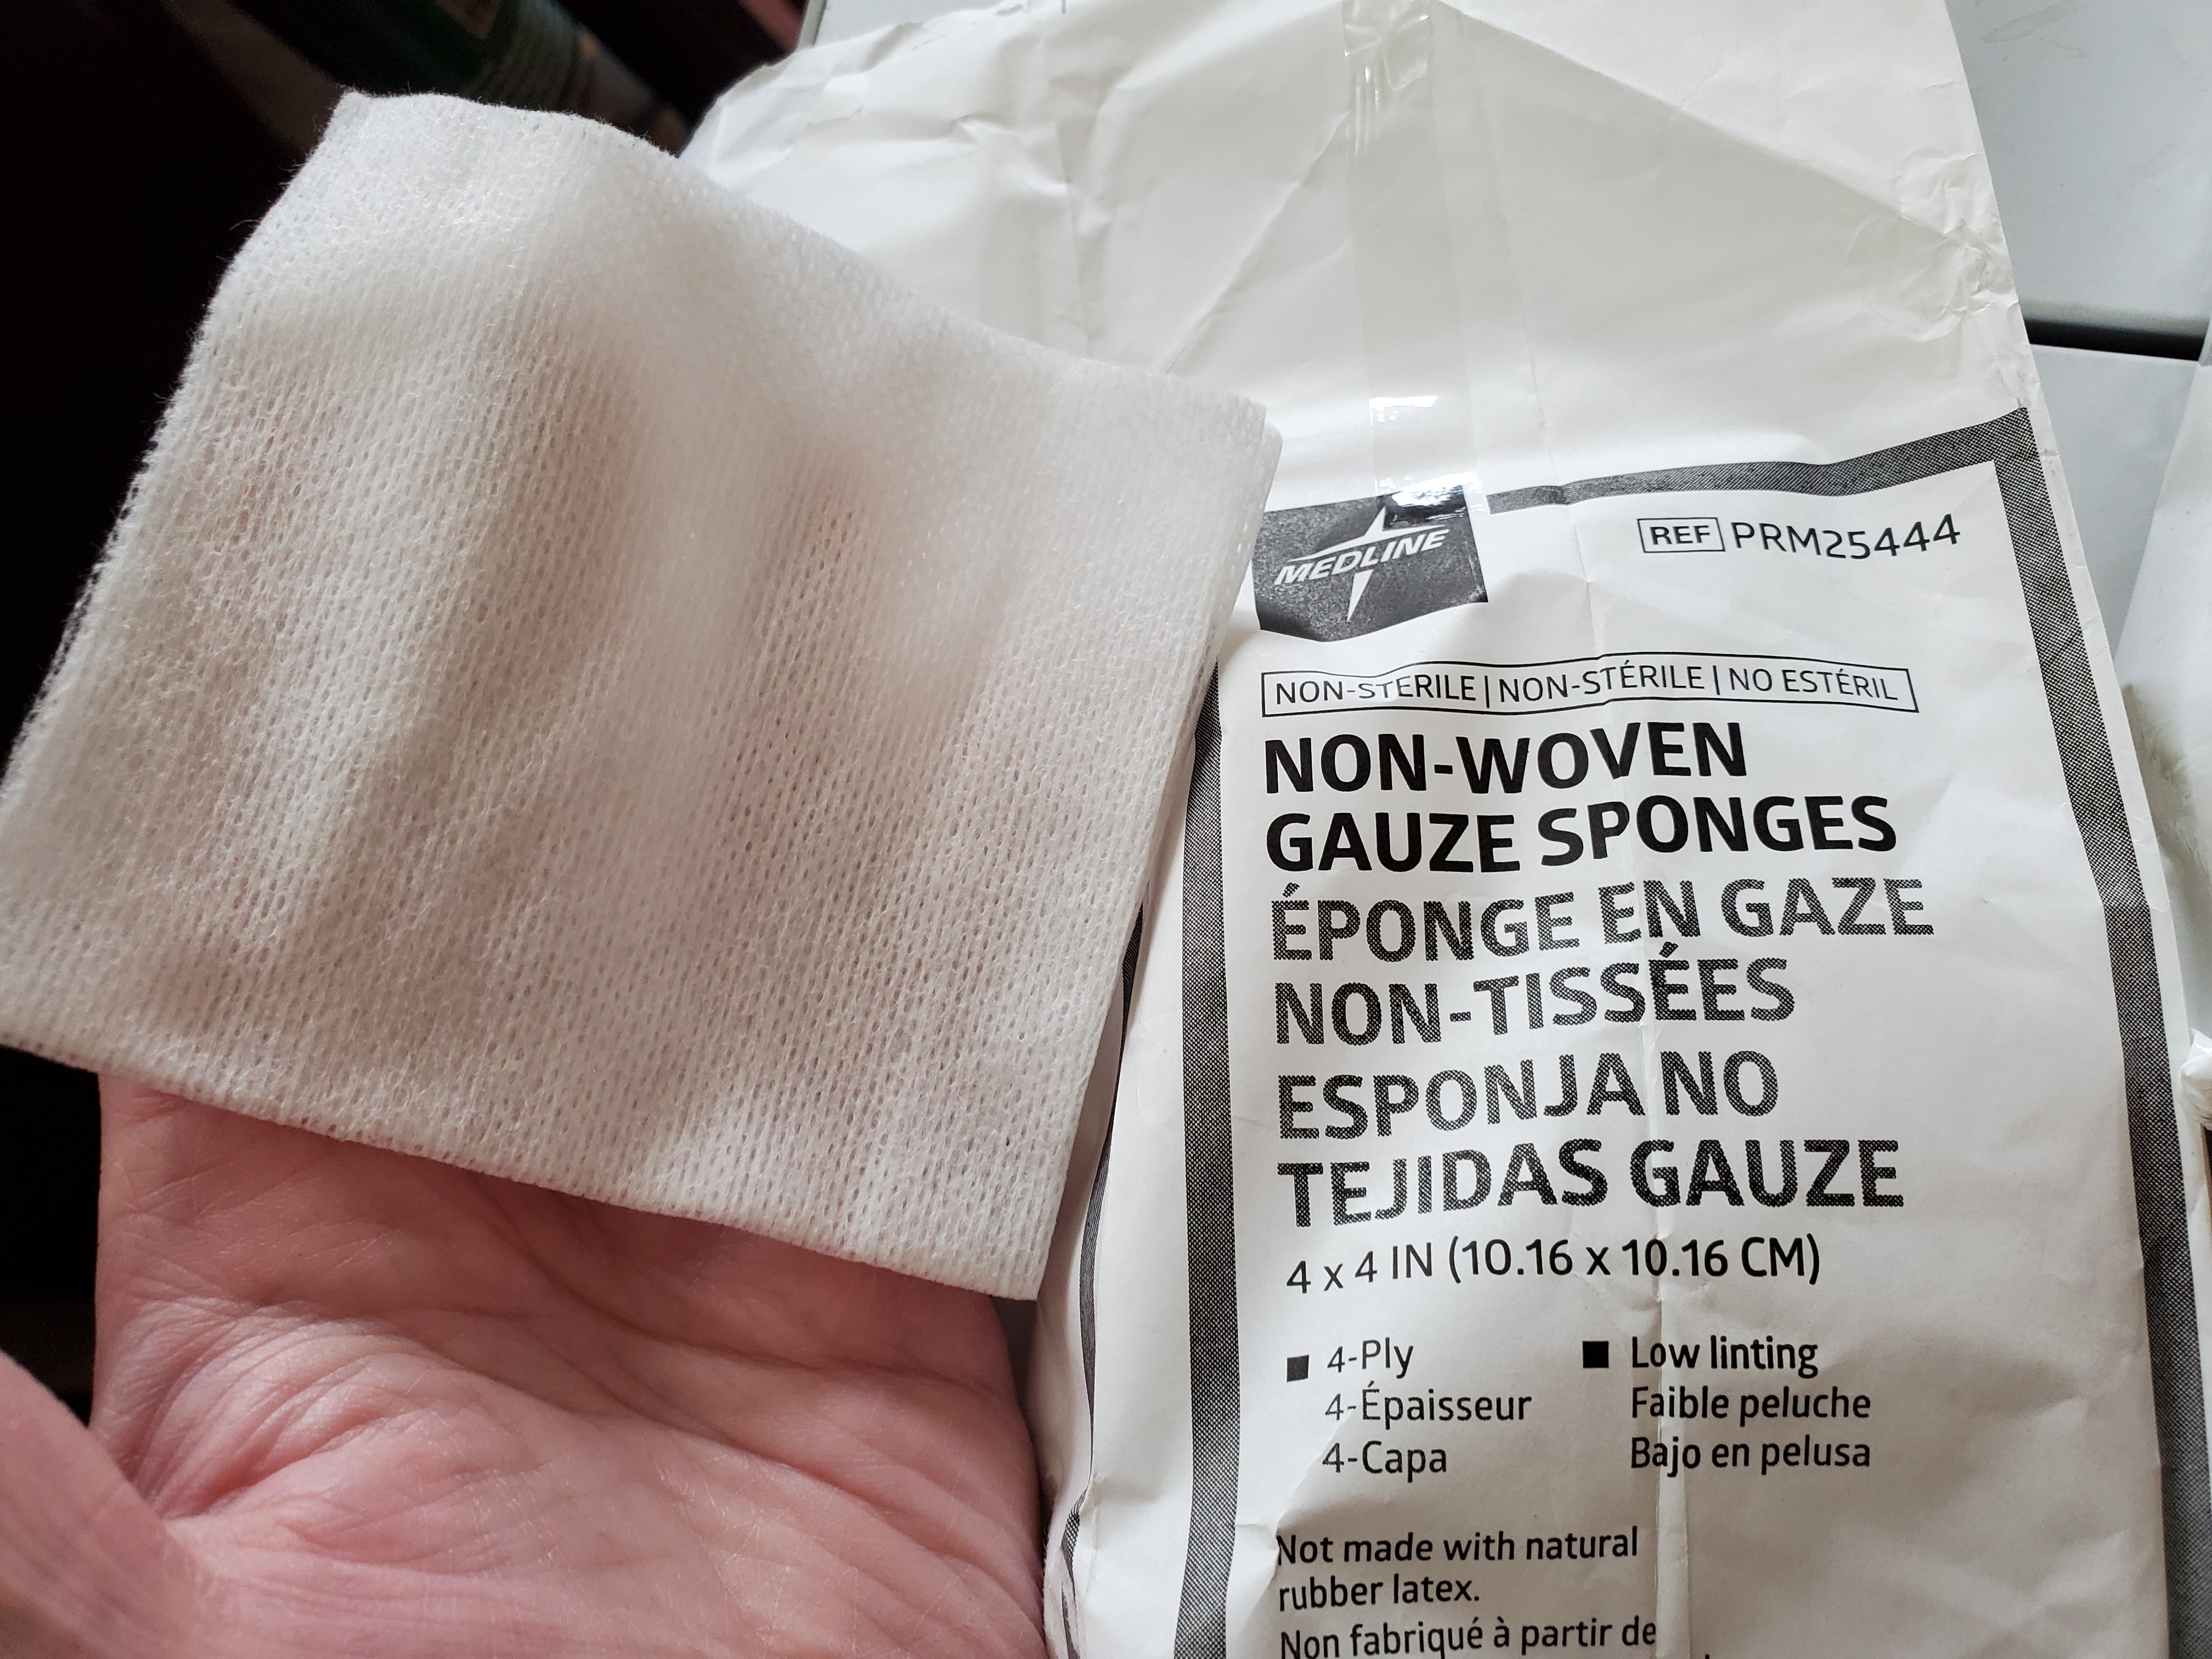 MEDLINE
REF PRM25444
NON-STERILE | NON-STÉRILE | NO ESTÉRIL
NON-WOVEN
GAUZE SPONGES
ÉPONGE EN GAZE
NON-TISSÉES
ESPONJA NO
TEJIDAS GAUZE
4 x 4 IN (10.16 x 10.16 CM)
■ 4-Ply
4-Épaisseur
4-Capa
■ Low linting
Faible peluche
Bajo en pelusa
Not made with natural
rubber latex.
Non fabriqué à partir de